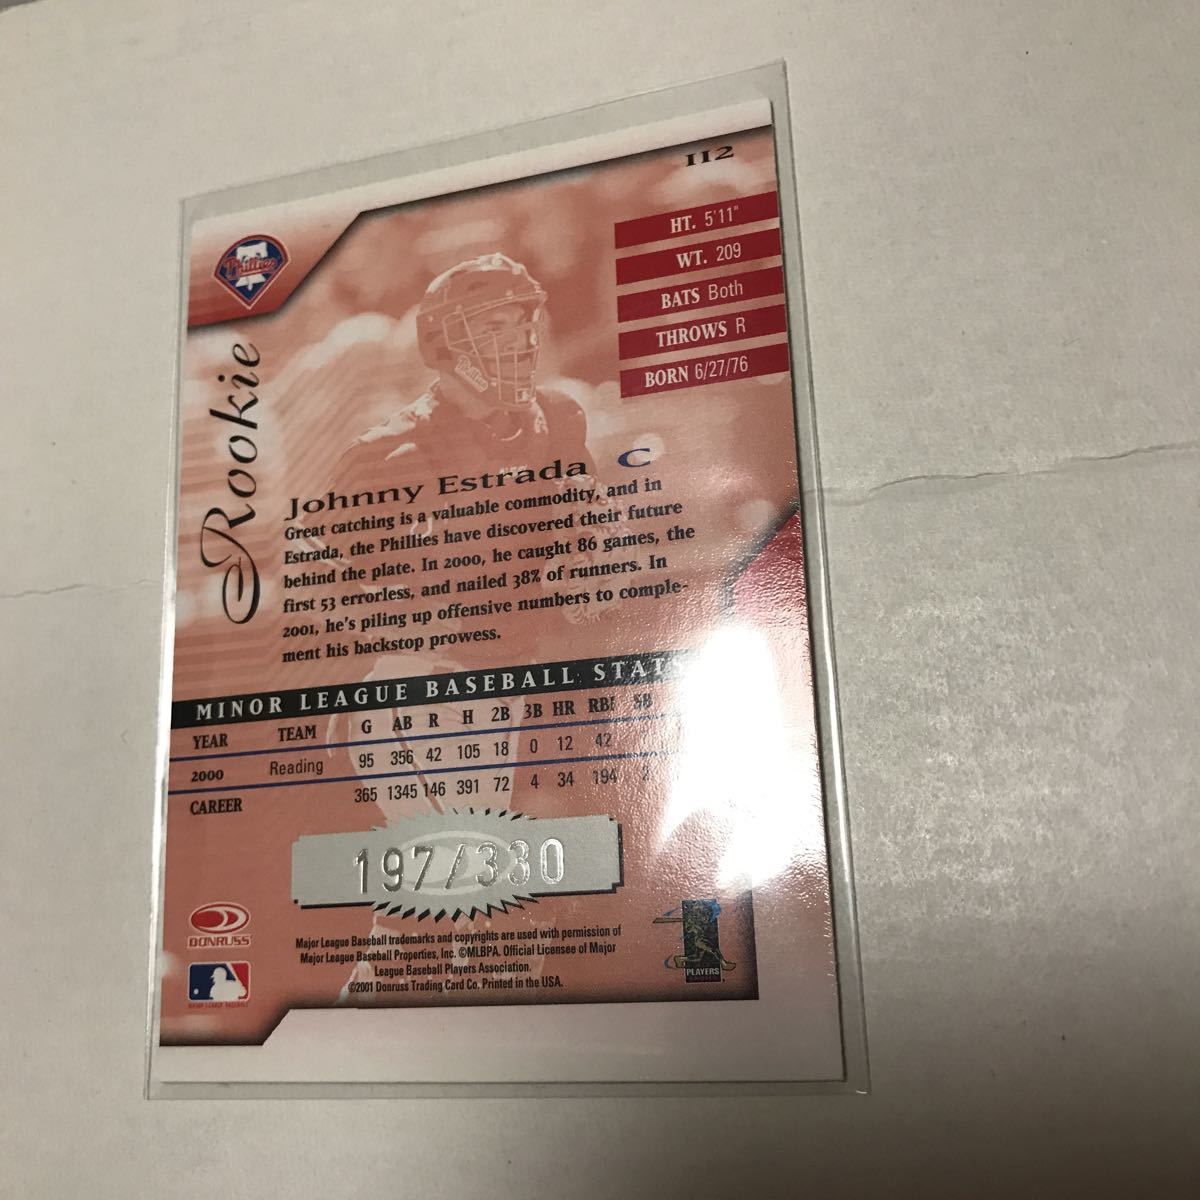 112
Phillies
HT. 5'11"
WT. 209
BATS Both
THROWS R
BORN 6/27/76
Rookie
Johnny Estrada C
Great catching is a valuable commodity, and in
Estrada, the Phillies have discovered their future
behind the plate. In 2000, he caught 86 games, the
first 53 errorless, and nailed 38% of runners. In
2001, he's piling up offensive numbers to comple-
ment his backstop prowess.
MINOR LEAGUE BASEBALL STATS
YEAR TEAM G AB R H 2B 3B HR RBI SB
2000 Reading 95 356 42 105 18 0 12 42
CAREER 365 1345 146 391 72 4 34 194 2
197/330
DONRUSS
Major League Baseball trademarks and copyrights are used with permission of
Major League Baseball Properties, Inc. ©MLBPA. Official Licensee of Major
League Baseball Players Association.
©2001 Donruss Trading Card Co. Printed in the USA.
MAJOR LEAGUE BASEBALL
PLAYERS